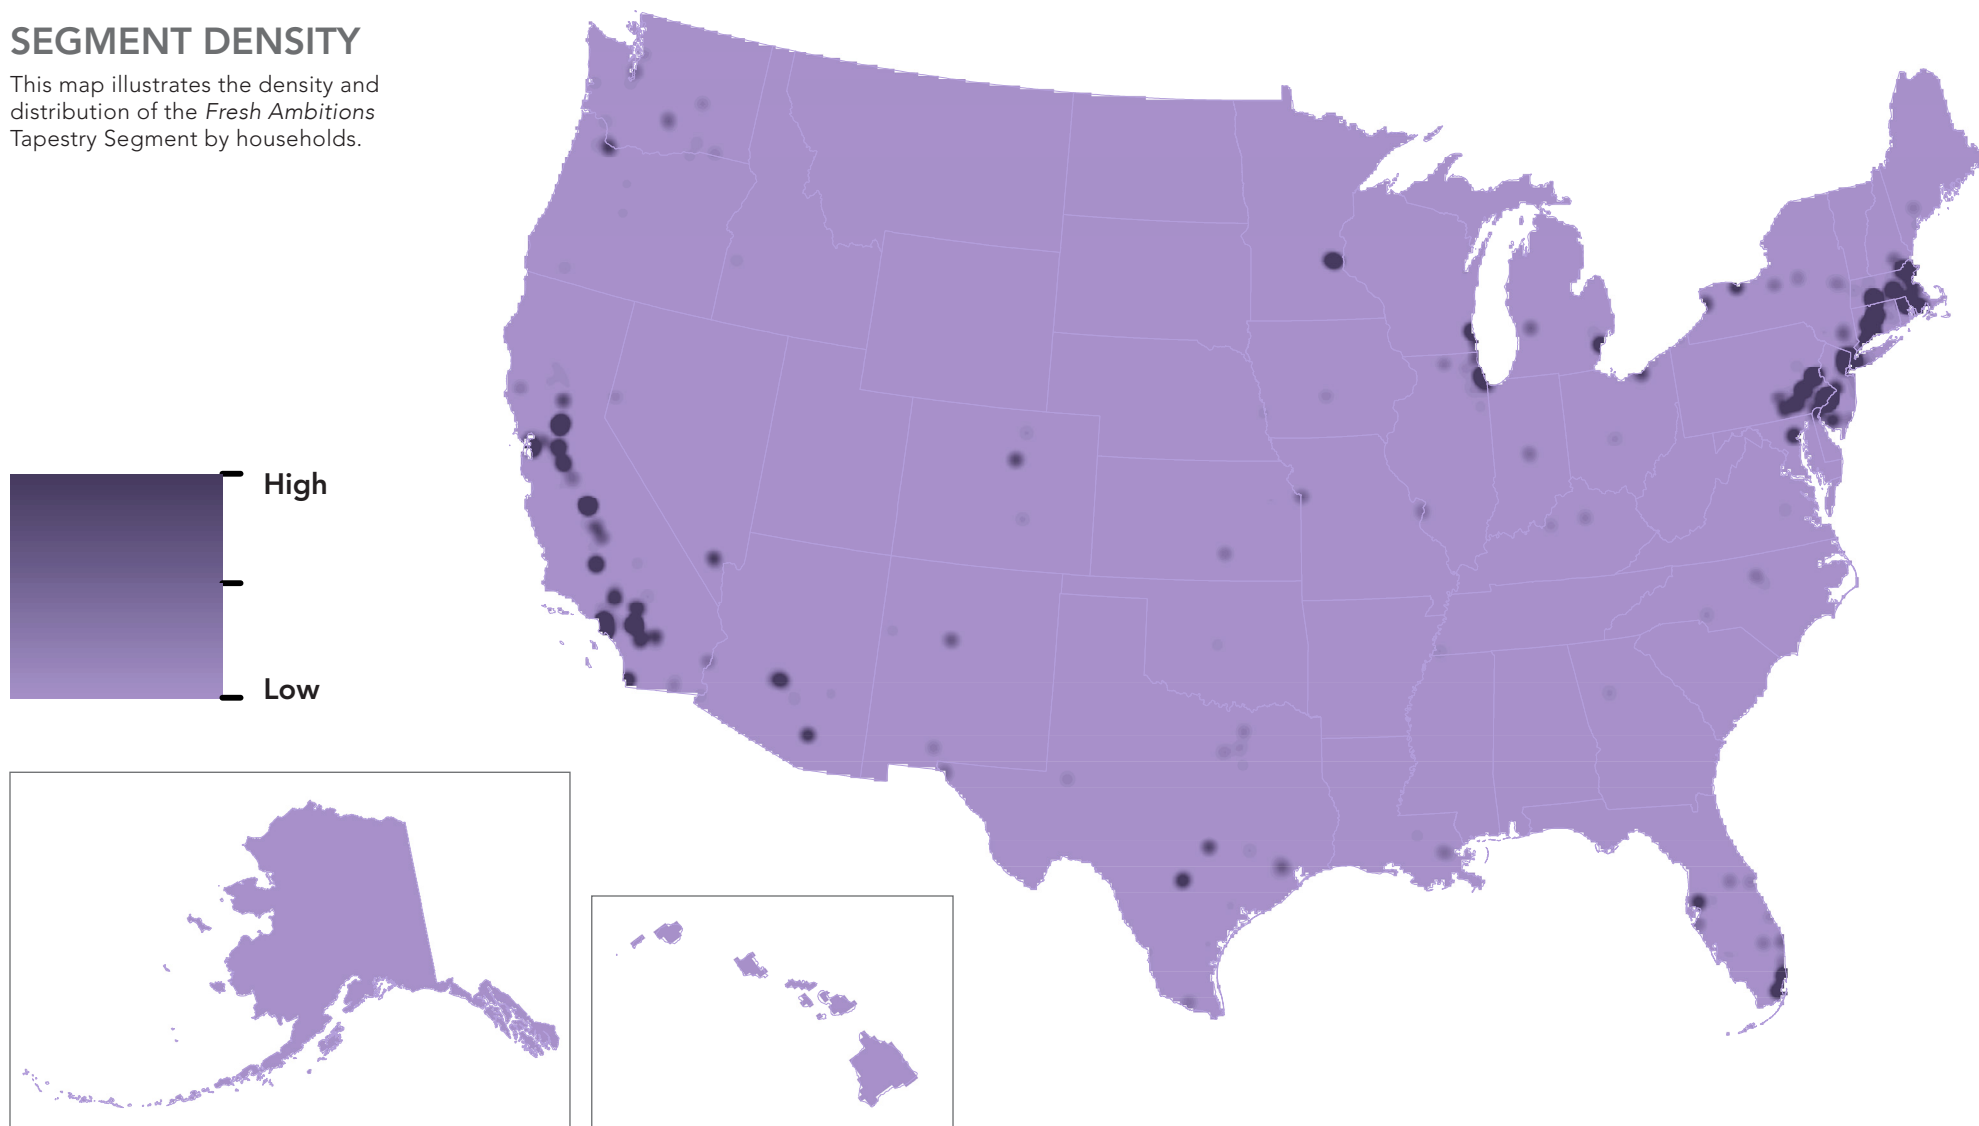 SEGMENT DENSITY
This map illustrates the density and
distribution of the Fresh Ambitions
Tapestry Segment by households.
High
Low